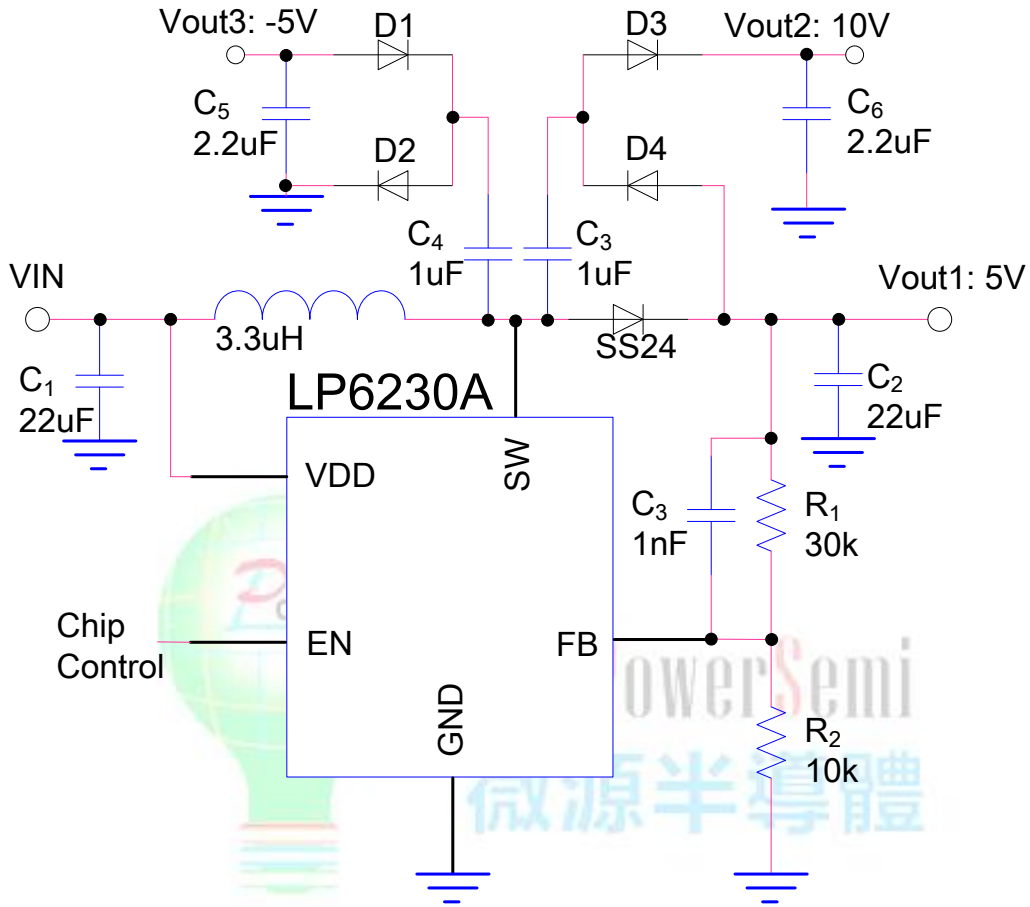 Vout3: -5V
D1
D3
Vout2: 10V
C₅
2.2uF
D2
D4
C₆
2.2uF
C₄
1uF
C₃
1uF
VIN
Vout1: 5V
3.3uH
SS24
C₁
22uF
LP6230A
C₂
22uF
VDD
SW
C₃
1nF
R₁
30k
Chip
Control
EN
FB
GND
PowerSemi
R₂
10k
微源半導體